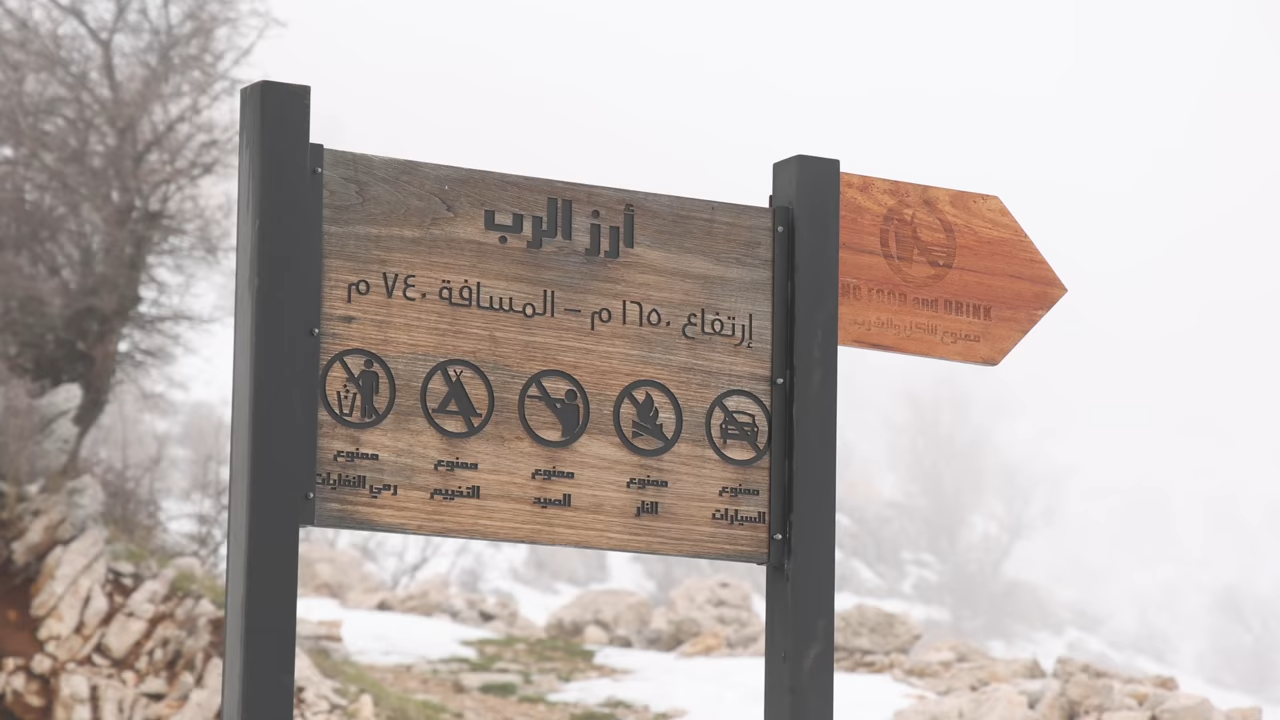 أرز الرب
إرتفاع ١٦٥٠ م – المسافة ٧٤٠ م
ممنوع السيارات
ممنوع النار
ممنوع الصيد
ممنوع التخييم
ممنوع رمي النفايات
NO FOOD and DRINK
ممنوع الأكل والشرب